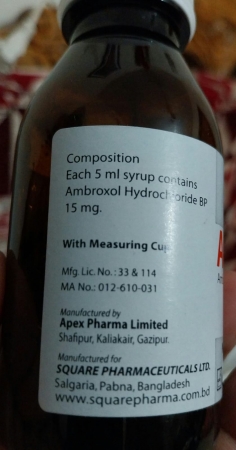 Composition
Each 5 ml syrup contains
Ambroxol Hydrochloride BP
15 mg.
With Measuring Cup
Mfg. Lic. No. : 33 & 114
MA No.: 012-610-031
Manufactured by
Apex Pharma Limited
Shafipur, Kaliakair, Gazipur.
Manufactured for
SQUARE PHARMACEUTICALS LTD.
Salgaria, Pabna, Bangladesh
www.squarepharma.com.bd